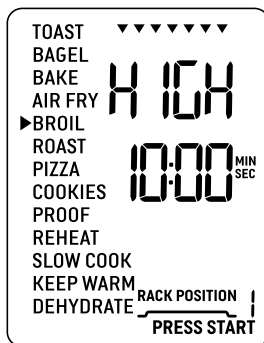 TOAST
BAGEL
BAKE
AIR FRY
HIGH
BROIL
ROAST
PIZZA
10:00 MIN SEC
COOKIES
PROOF
REHEAT
SLOW COOK
KEEP WARM
DEHYDRATE
RACK POSITION 1
PRESS START